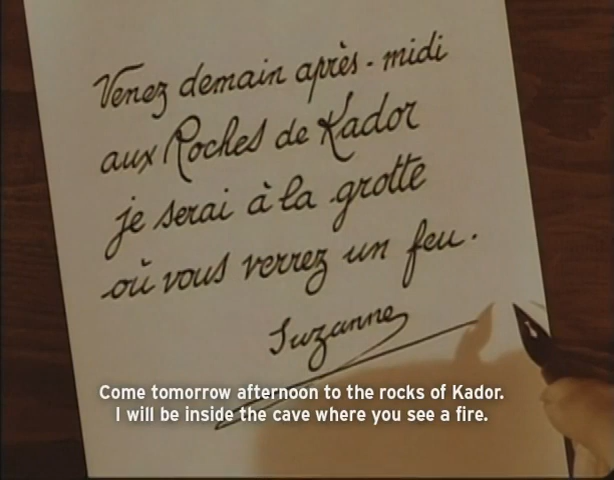 Venez demain après-midi
aux Roches de Kador
je serai à la grotte
où vous verrez un feu.
Suzanne
Come tomorrow afternoon to the rocks of Kador.
I will be inside the cave where you see a fire.